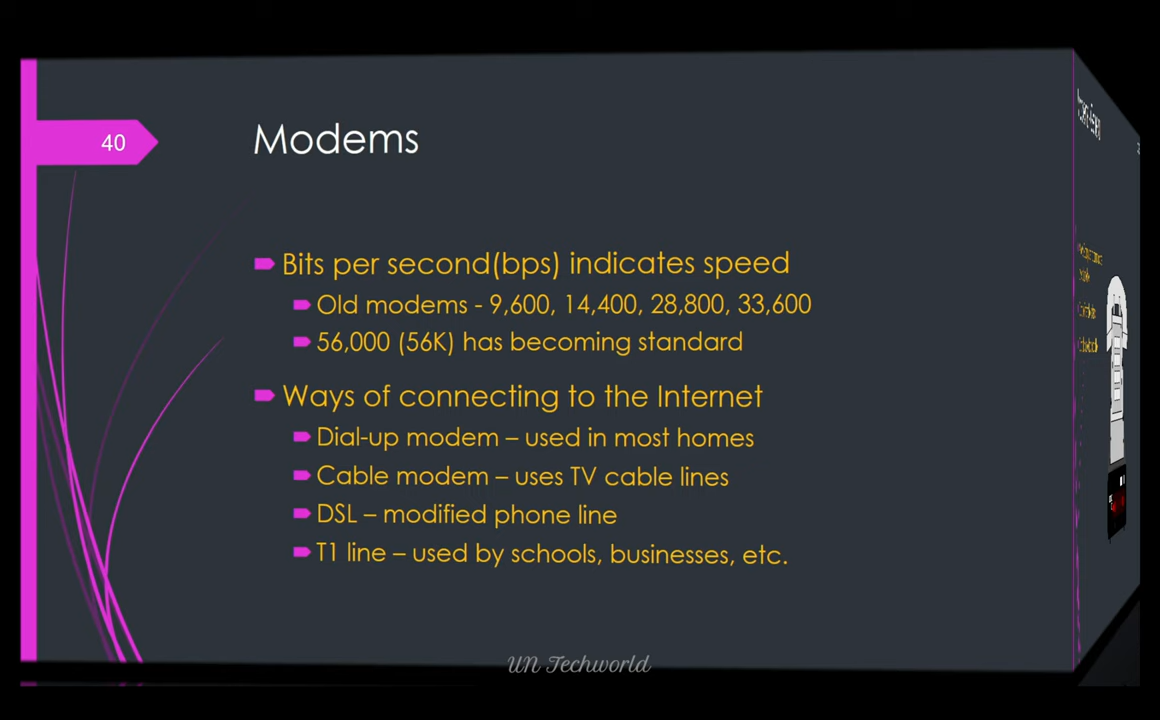 40
Modems
Bits per second(bps) indicates speed
Old modems - 9,600, 14,400, 28,800, 33,600
56,000 (56K) has becoming standard
Ways of connecting to the Internet
Dial-up modem – used in most homes
Cable modem – uses TV cable lines
DSL – modified phone line
T1 line – used by schools, businesses, etc.
UN Techworld